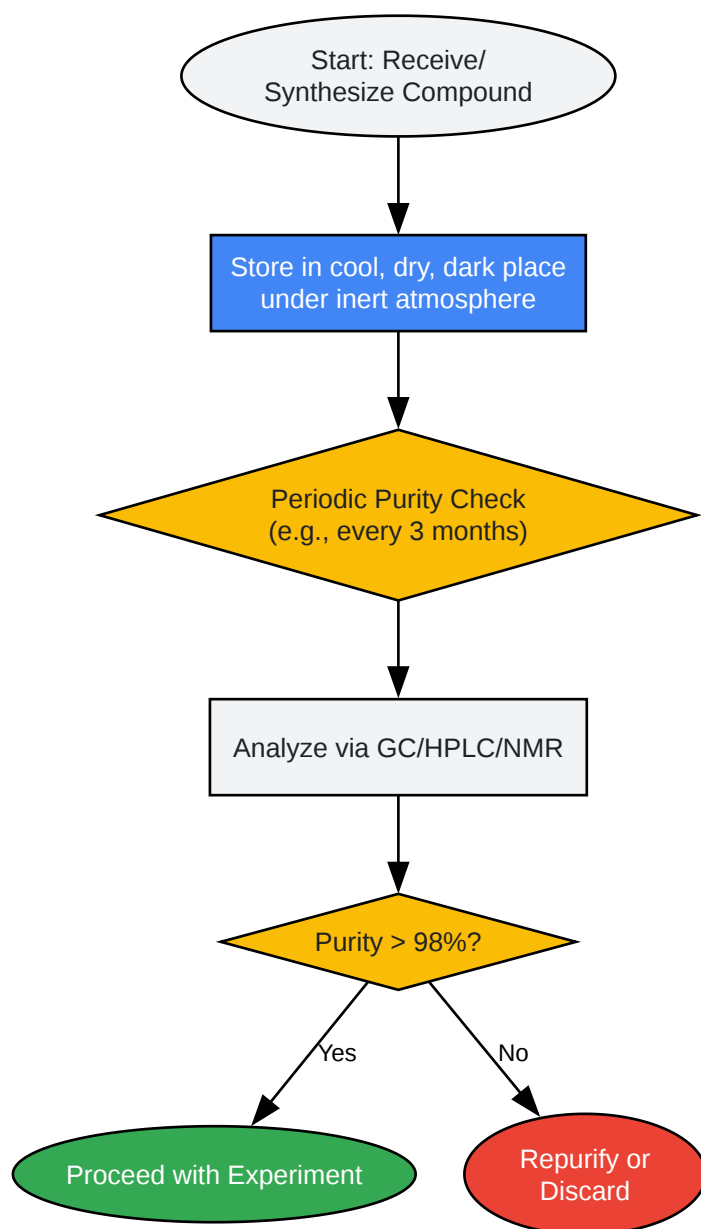 Start: Receive/
Synthesize Compound
Store in cool, dry, dark place
under inert atmosphere
Periodic Purity Check
(e.g., every 3 months)
Analyze via GC/HPLC/NMR
Purity > 98%?
Yes
No
Proceed with Experiment
Repurify or
Discard